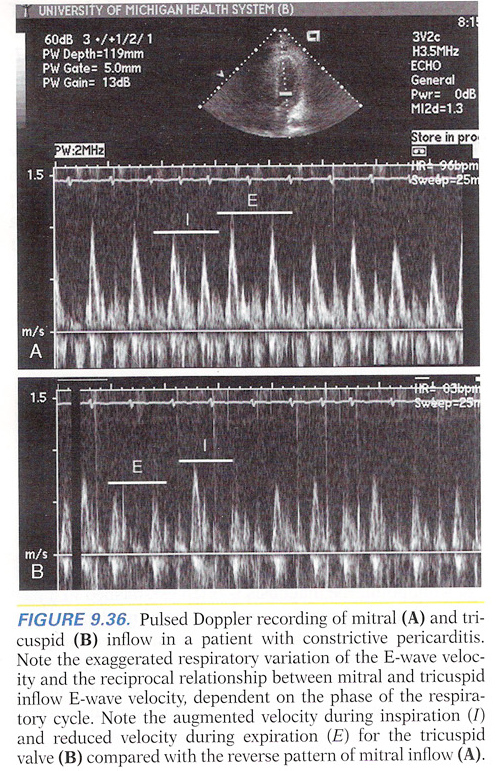 UNIVERSITY OF MICHIGAN HEALTH SYSTEM (B)
8:15
60dB 3 ·/+1/2/ 1
PW Depth=119mm
PW Gate= 5.0mm
PW Gain= 13dB
3V2c
H3.5MHz
ECHO
General
Pwr= 0dB
MI2d=1.3
Store in pro
PW:2MHz
HR= 96bpm
Sweep=25m
1.5
I
E
m/s
A
1.5
Sweep=25m
E
I
m/s
B
FIGURE 9.36. Pulsed Doppler recording of mitral (A) and tri-
cuspid (B) inflow in a patient with constrictive pericarditis.
Note the exaggerated respiratory variation of the E-wave veloc-
ity and the reciprocal relationship between mitral and tricuspid
inflow E-wave velocity, dependent on the phase of the respira-
tory cycle. Note the augmented velocity during inspiration (I)
and reduced velocity during expiration (E) for the tricuspid
valve (B) compared with the reverse pattern of mitral inflow (A).